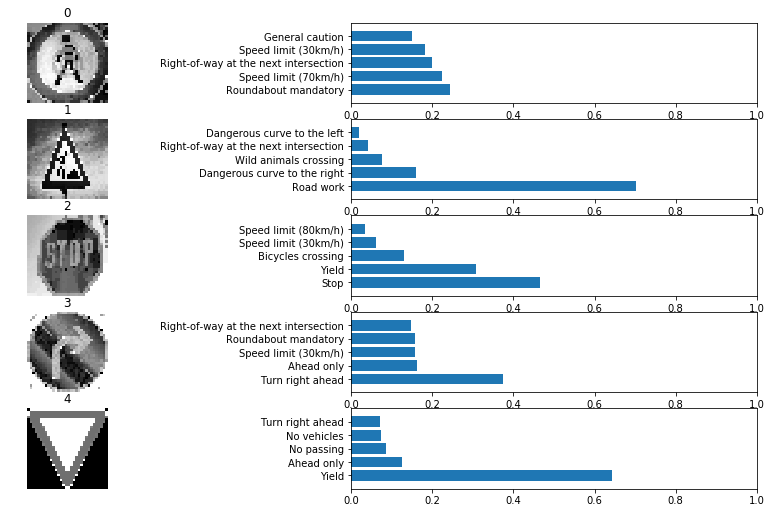 0
General caution
Speed limit (30km/h)
Right-of-way at the next intersection
Speed limit (70km/h)
Roundabout mandatory
0.0 0.2 0.4 0.6 0.8 1.0
1
Dangerous curve to the left
Right-of-way at the next intersection
Wild animals crossing
Dangerous curve to the right
Road work
0.0 0.2 0.4 0.6 0.8 1.0
2
STOP
Speed limit (80km/h)
Speed limit (30km/h)
Bicycles crossing
Yield
Stop
0.0 0.2 0.4 0.6 0.8 1.0
3
Right-of-way at the next intersection
Roundabout mandatory
Speed limit (30km/h)
Ahead only
Turn right ahead
0.0 0.2 0.4 0.6 0.8 1.0
4
Turn right ahead
No vehicles
No passing
Ahead only
Yield
0.0 0.2 0.4 0.6 0.8 1.0